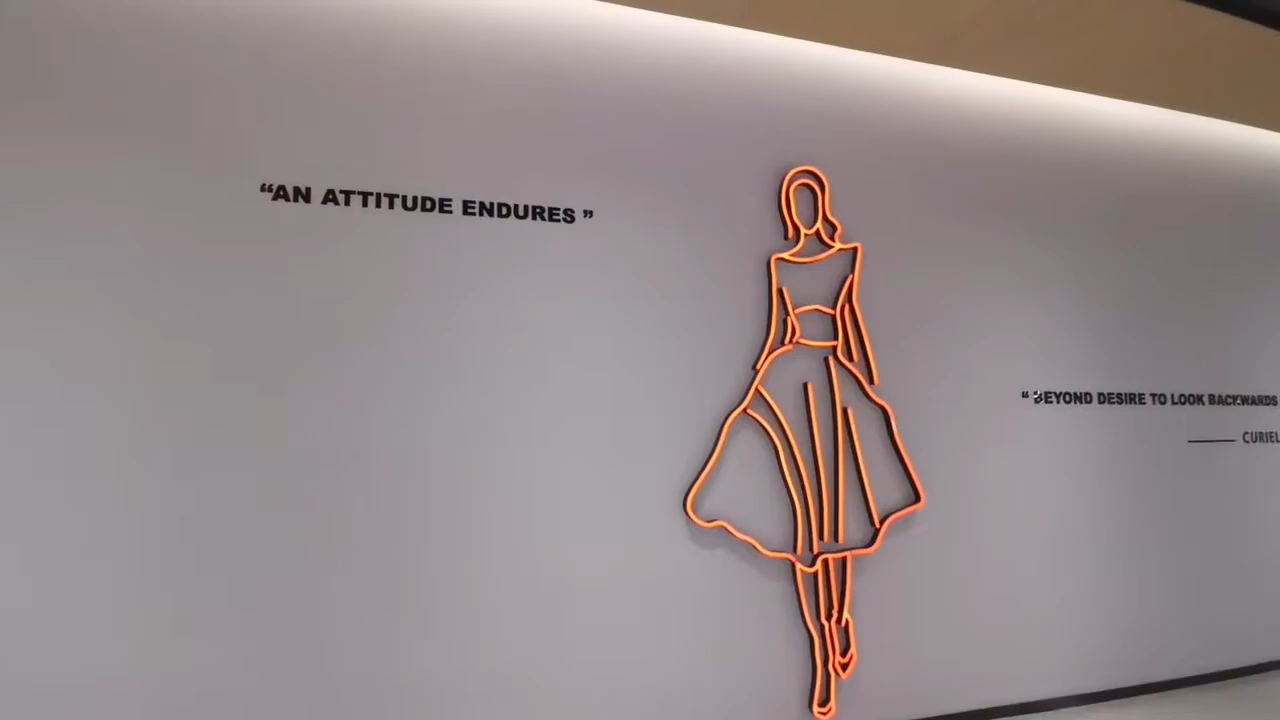 “AN ATTITUDE ENDURES ”
“ BEYOND DESIRE TO LOOK BACKWARDS
—— CURIEL